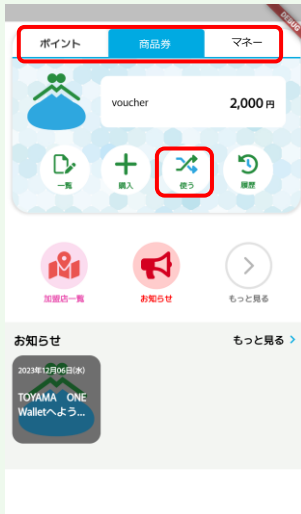 DEBUG
ポイント 商品券 マネー
voucher 2,000 円
一覧 購入 使う 履歴
加盟店一覧 お知らせ もっと見る
お知らせ もっと見る
2023年12月06日(水)
TOYAMA ONE
Walletへよう...